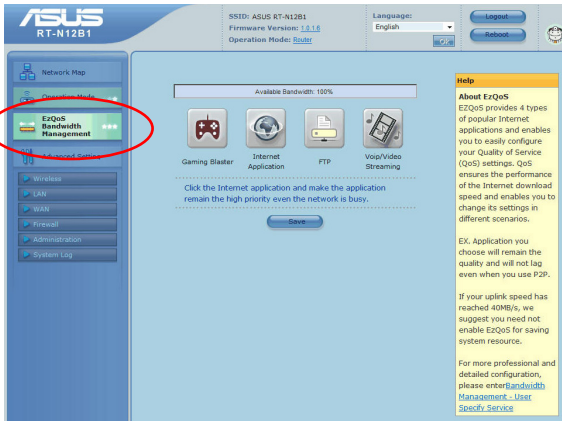 ASUS
RT-N12B1
SSID: ASUS RT-N12B1
Firmware Version: 1.0.1.6
Operation Mode: Router
Language:
English
OK
Logout
Reboot
Network Map
Operation Mode
EzQoS
Bandwidth
Management
Advanced Setting
Wireless
LAN
WAN
Firewall
Administration
System Log
Available Bandwidth: 100%
Gaming Blaster
Internet
Application
FTP
Voip/Video
Streaming
Click the Internet application and make the application
remain the high priority even the network is busy.
Save
Help
About EzQoS
EZQoS provides 4 types
of popular Internet
applications and enables
you to easily configure
your Quality of Service
(QoS) settings. QoS
ensures the performance
of the Internet download
speed and enables you to
change its settings in
different scenarios.
EX. Application you
choose will remain the
quality and will not lag
even when you use P2P.
If your uplink speed has
reached 40MB/s, we
suggest you need not
enable EzQoS for saving
system resource.
For more professional and
detailed configuration,
please enterBandwidth
Management - User
Specify Service